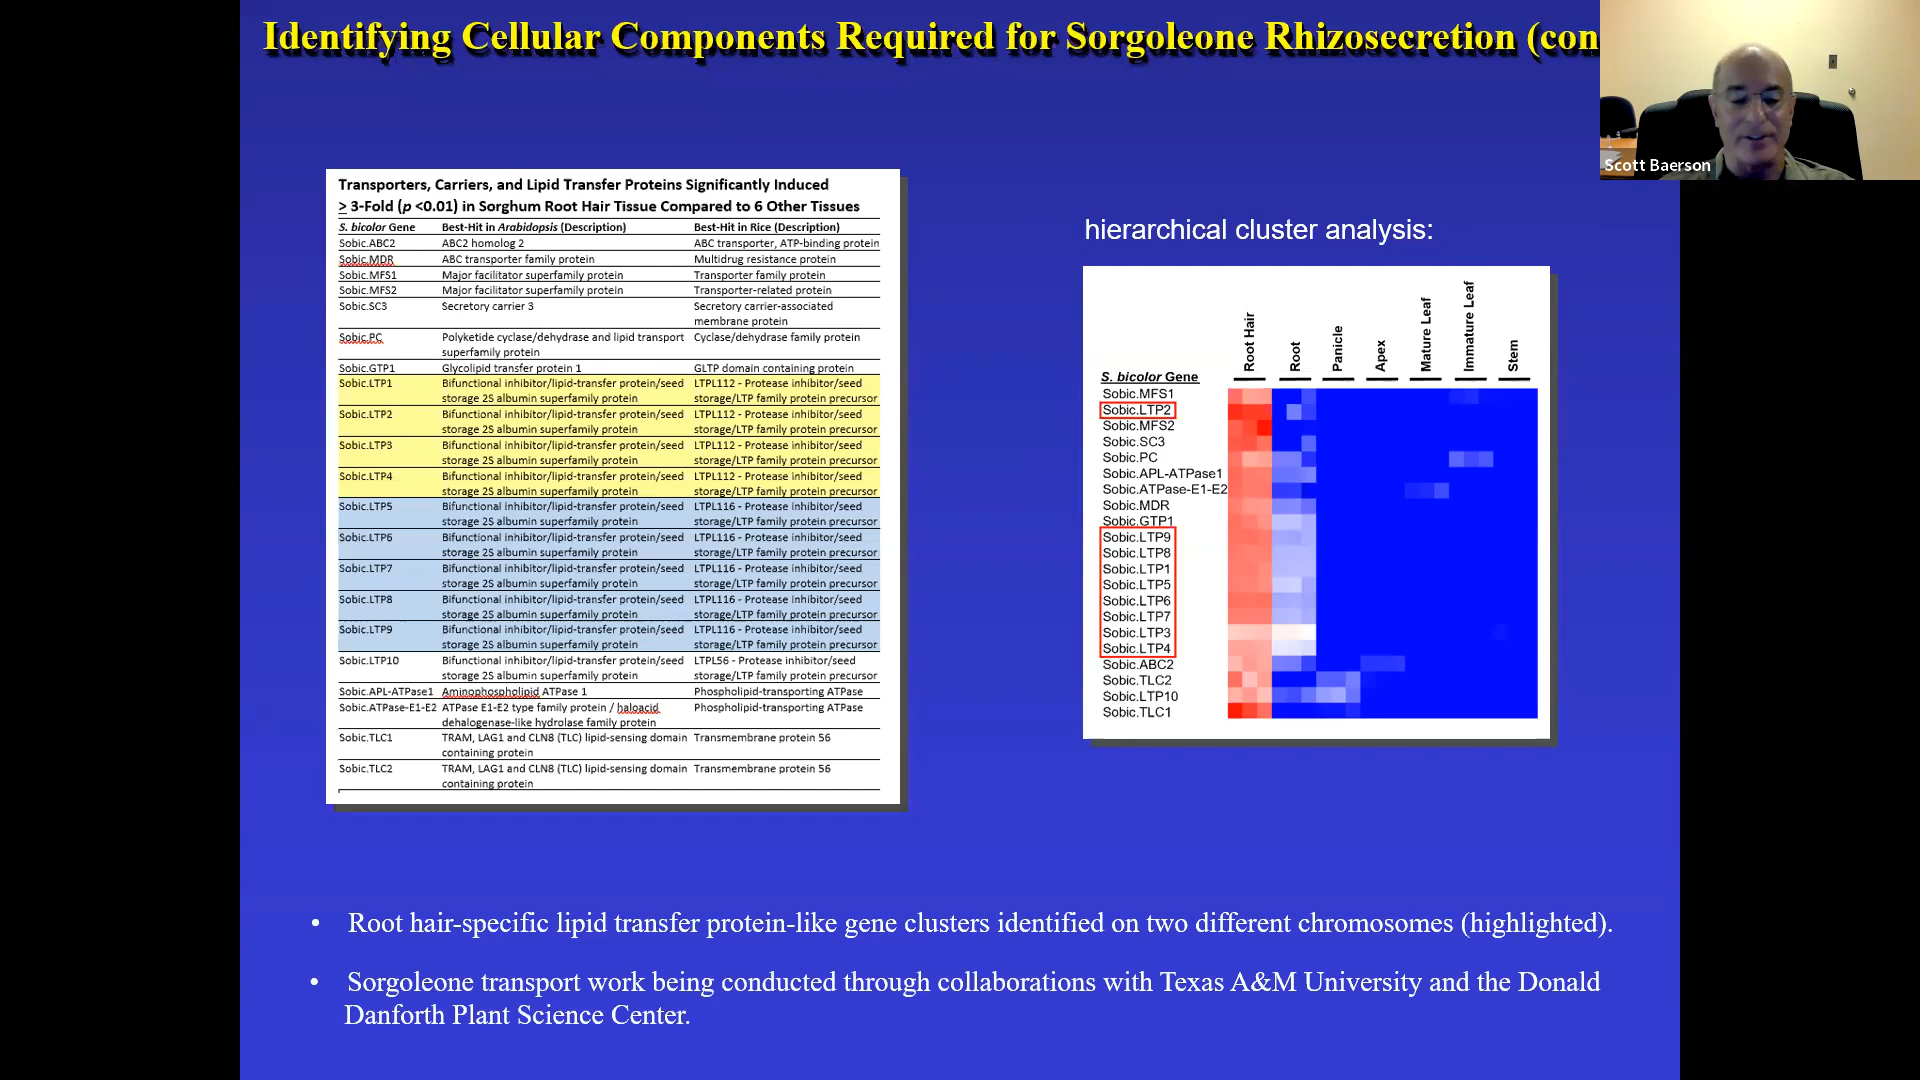 Identifying Cellular Components Required for Sorgoleone Rhizosecretion (con
Scott Baerson
Transporters, Carriers, and Lipid Transfer Proteins Significantly Induced
> 3-Fold (p <0.01) in Sorghum Root Hair Tissue Compared to 6 Other Tissues
S. bicolor Gene Best-Hit in Arabidopsis (Description) Best-Hit in Rice (Description)
Sobic.ABC2 ABC2 homolog 2 ABC transporter, ATP-binding protein
Sobic.MDR ABC transporter family protein Multidrug resistance protein
Sobic.MFS1 Major facilitator superfamily protein Transporter family protein
Sobic.MFS2 Major facilitator superfamily protein Transporter-related protein
Sobic.SC3 Secretory carrier 3 Secretory carrier-associated
membrane protein
Sobic.PC Polyketide cyclase/dehydrase and lipid transport Cyclase/dehydrase family protein
superfamily protein
Sobic.GTP1 Glycolipid transfer protein 1 GLTP domain containing protein
Sobic.LTP1 Bifunctional inhibitor/lipid-transfer protein/seed LTPL112 - Protease inhibitor/seed
storage 2S albumin superfamily protein storage/LTP family protein precursor
Sobic.LTP2 Bifunctional inhibitor/lipid-transfer protein/seed LTPL112 - Protease inhibitor/seed
storage 2S albumin superfamily protein storage/LTP family protein precursor
Sobic.LTP3 Bifunctional inhibitor/lipid-transfer protein/seed LTPL112 - Protease inhibitor/seed
storage 2S albumin superfamily protein storage/LTP family protein precursor
Sobic.LTP4 Bifunctional inhibitor/lipid-transfer protein/seed LTPL112 - Protease inhibitor/seed
storage 2S albumin superfamily protein storage/LTP family protein precursor
Sobic.LTP5 Bifunctional inhibitor/lipid-transfer protein/seed LTPL116 - Protease inhibitor/seed
storage 2S albumin superfamily protein storage/LTP family protein precursor
Sobic.LTP6 Bifunctional inhibitor/lipid-transfer protein/seed LTPL116 - Protease inhibitor/seed
storage 2S albumin superfamily protein storage/LTP family protein precursor
Sobic.LTP7 Bifunctional inhibitor/lipid-transfer protein/seed LTPL116 - Protease inhibitor/seed
storage 2S albumin superfamily protein storage/LTP family protein precursor
Sobic.LTP8 Bifunctional inhibitor/lipid-transfer protein/seed LTPL116 - Protease inhibitor/seed
storage 2S albumin superfamily protein storage/LTP family protein precursor
Sobic.LTP9 Bifunctional inhibitor/lipid-transfer protein/seed LTPL116 - Protease inhibitor/seed
storage 2S albumin superfamily protein storage/LTP family protein precursor
Sobic.LTP10 Bifunctional inhibitor/lipid-transfer protein/seed LTPL56 - Protease inhibitor/seed
storage 2S albumin superfamily protein storage/LTP family protein precursor
Sobic.APL-ATPase1 Aminophospholipid ATPase 1 Phospholipid-transporting ATPase
Sobic.ATPase-E1-E2 ATPase E1-E2 type family protein / haloacid Phospholipid-transporting ATPase
dehalogenase-like hydrolase family protein
Sobic.TLC1 TRAM, LAG1 and CLN8 (TLC) lipid-sensing domain Transmembrane protein 56
containing protein
Sobic.TLC2 TRAM, LAG1 and CLN8 (TLC) lipid-sensing domain Transmembrane protein 56
containing protein
hierarchical cluster analysis:
S. bicolor Gene Root Hair Root Panicle Apex Mature Leaf Immature Leaf Stem
Sobic.MFS1
Sobic.LTP2
Sobic.MFS2
Sobic.SC3
Sobic.PC
Sobic.APL-ATPase1
Sobic.ATPase-E1-E2
Sobic.MDR
Sobic.GTP1
Sobic.LTP9
Sobic.LTP8
Sobic.LTP1
Sobic.LTP5
Sobic.LTP6
Sobic.LTP7
Sobic.LTP3
Sobic.LTP4
Sobic.ABC2
Sobic.TLC2
Sobic.LTP10
Sobic.TLC1
• Root hair-specific lipid transfer protein-like gene clusters identified on two different chromosomes (highlighted).
• Sorgoleone transport work being conducted through collaborations with Texas A&M University and the Donald
Danforth Plant Science Center.